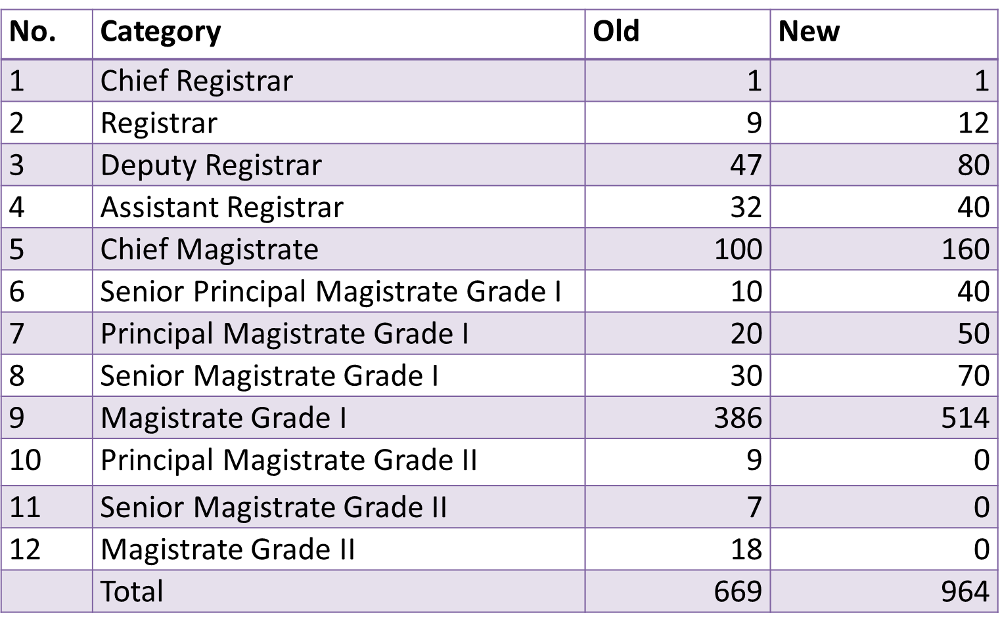 No. Category Old New
1 Chief Registrar 1 1
2 Registrar 9 12
3 Deputy Registrar 47 80
4 Assistant Registrar 32 40
5 Chief Magistrate 100 160
6 Senior Principal Magistrate Grade I 10 40
7 Principal Magistrate Grade I 20 50
8 Senior Magistrate Grade I 30 70
9 Magistrate Grade I 386 514
10 Principal Magistrate Grade II 9 0
11 Senior Magistrate Grade II 7 0
12 Magistrate Grade II 18 0
Total 669 964